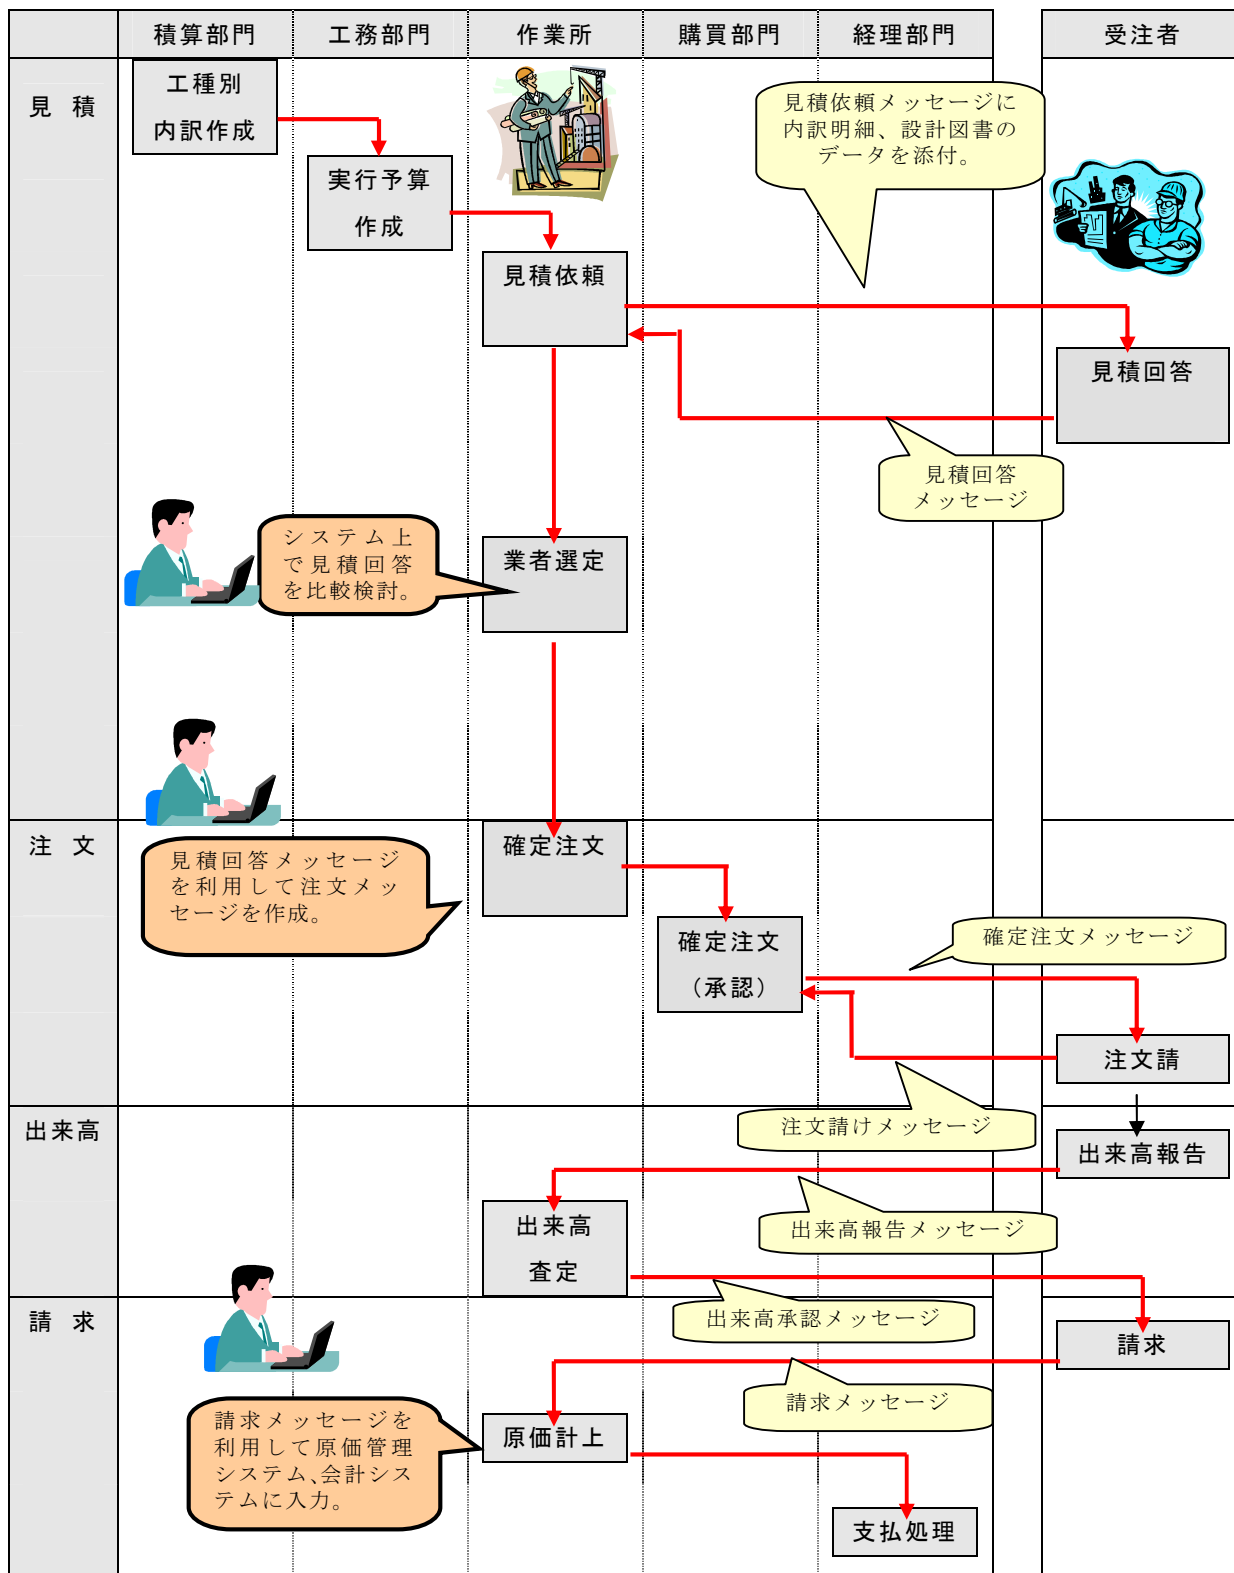 積算部門
工務部門
作業所
購買部門
経理部門
受注者
見 積
工種別
内訳作成
実行予算
作成
見積依頼メッセージに
内訳明細、設計図書の
データを添付。
見積依頼
見積回答
見積回答
メッセージ
システム上
で見積回答
を比較検討。
業者選定
注 文
確定注文
見積回答メッセージ
を利用して注文メッ
セージを作成。
確定注文
（承認）
確定注文メッセージ
注文請
注文請けメッセージ
出来高
出来高報告
出来高報告メッセージ
出来高
査定
出来高承認メッセージ
請 求
請求
請求メッセージ
請求メッセージを
利用して原価管理
システム、会計シス
テムに入力。
原価計上
支払処理